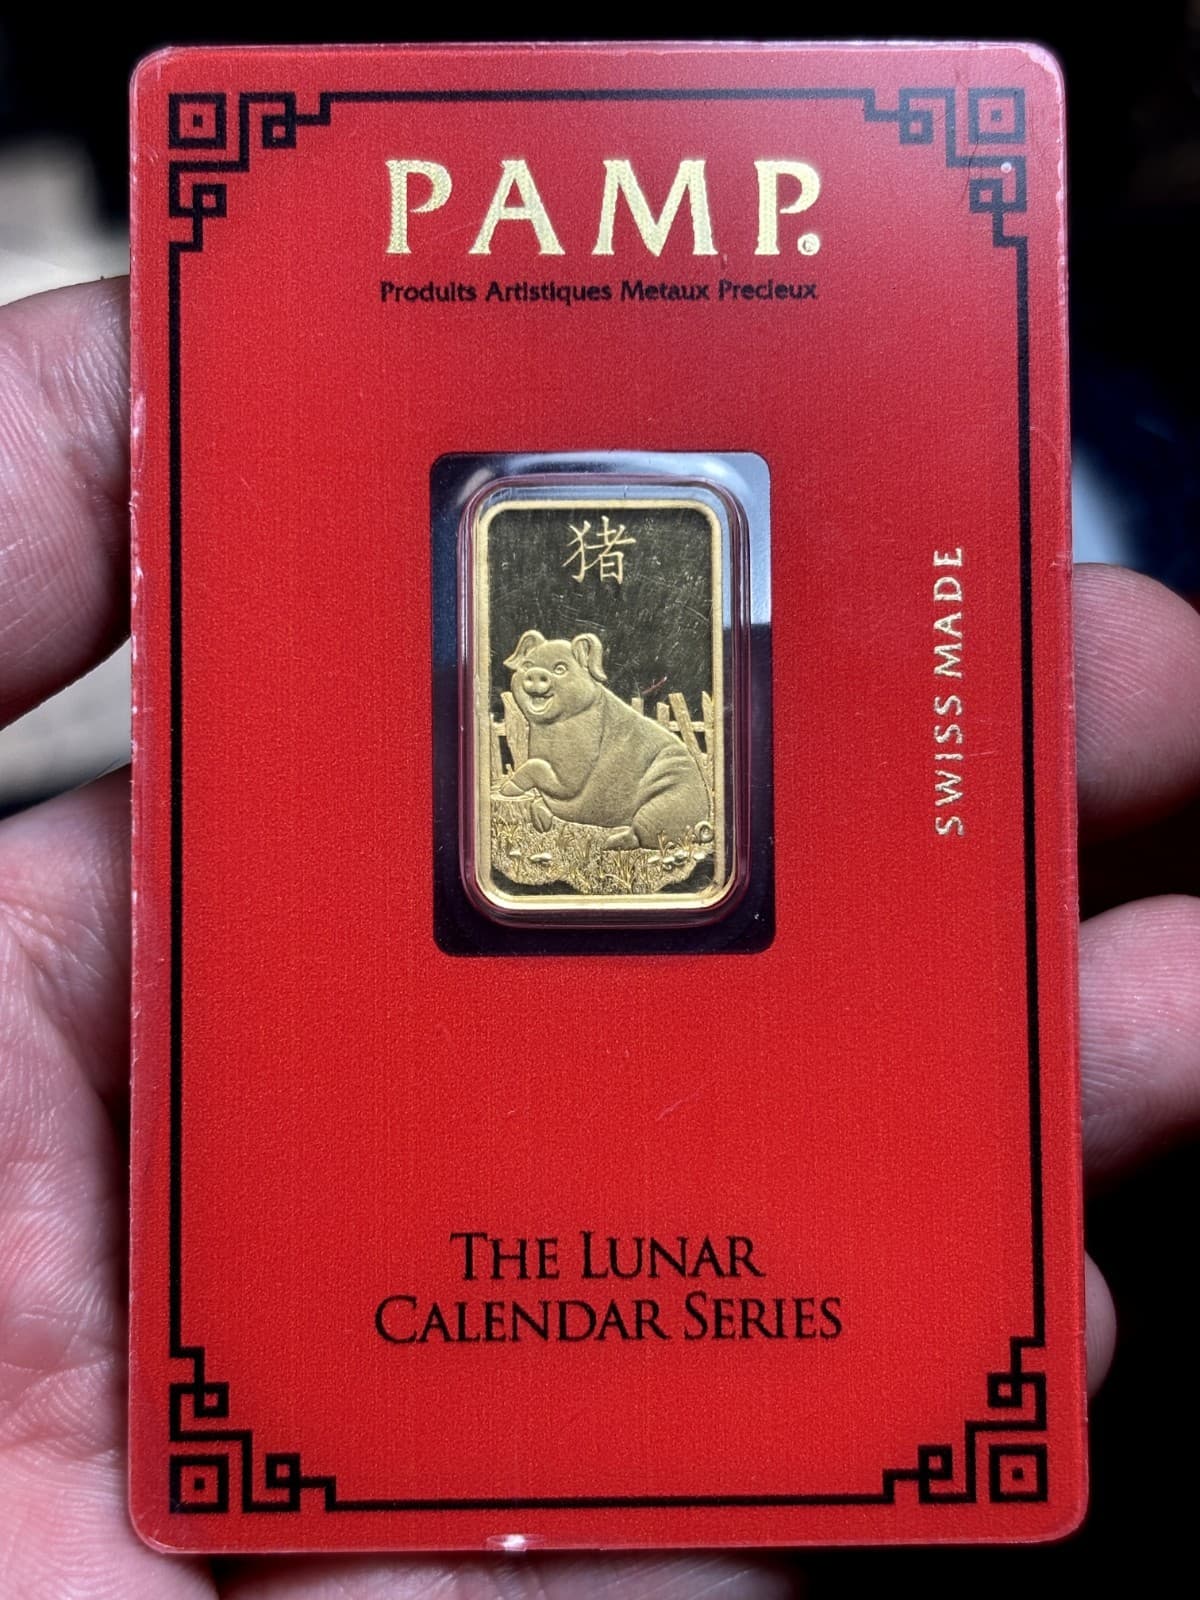 PAMP®
Produits Artistiques Metaux Precieux
猪
SWISS MADE
THE LUNAR
CALENDAR SERIES